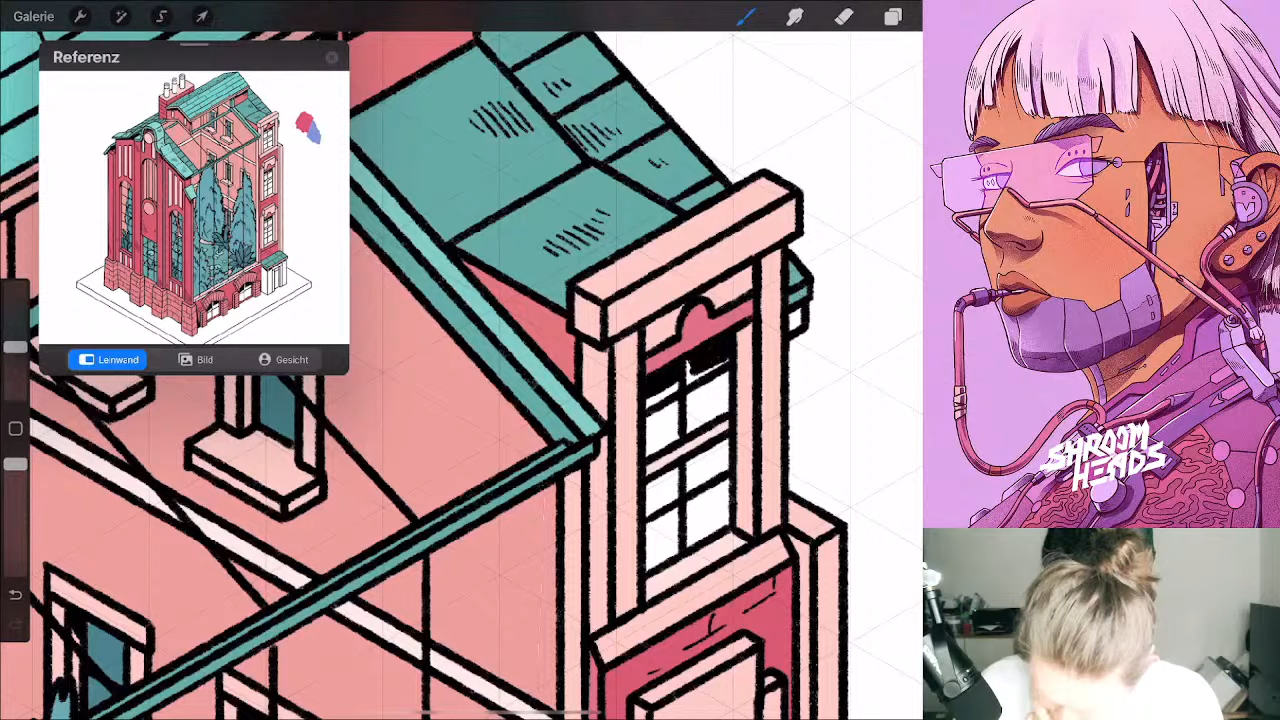 Galerie
Referenz
Leinwand
Bild
Gesicht
SHROOM
HEADS